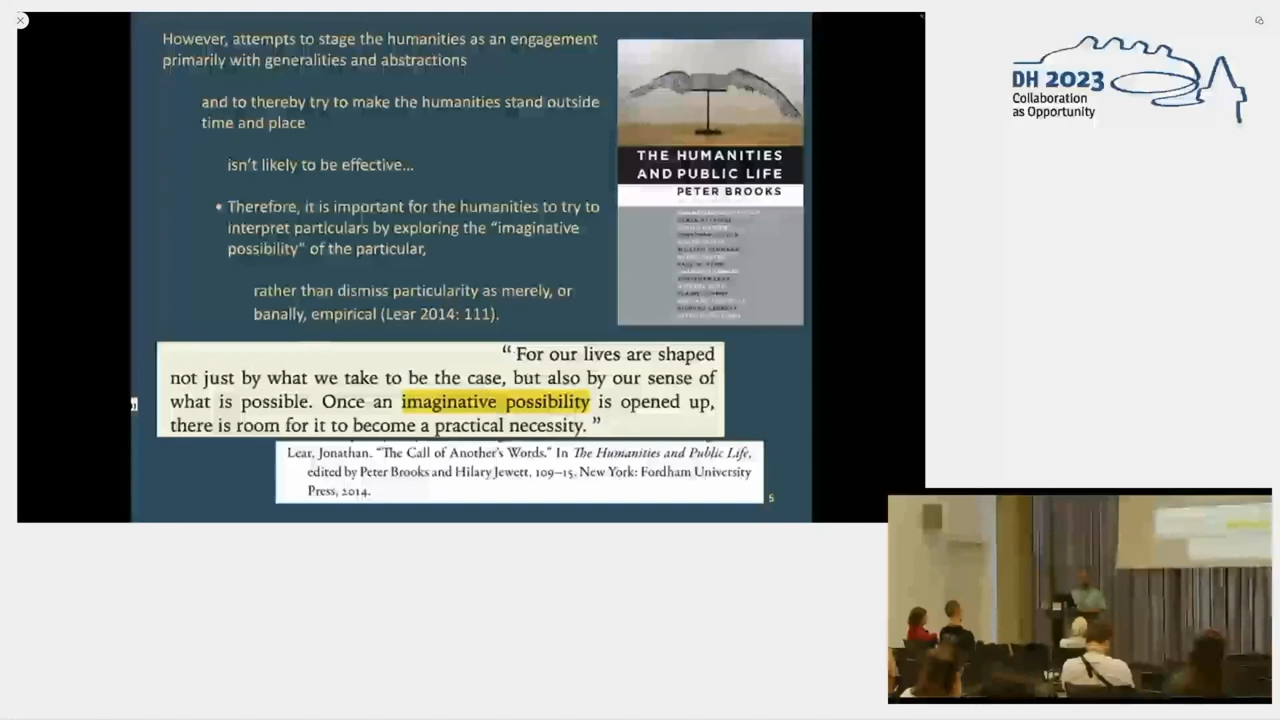 However, attempts to stage the humanities as an engagement
primarily with generalities and abstractions
and to thereby try to make the humanities stand outside
time and place
isn't likely to be effective...
• Therefore, it is important for the humanities to try to
interpret particulars by exploring the “imaginative
possibility” of the particular,
rather than dismiss particularity as merely, or
banally, empirical (Lear 2014: 111).
THE HUMANITIES
AND PUBLIC LIFE
PETER BROOKS
“ For our lives are shaped
not just by what we take to be the case, but also by our sense of
what is possible. Once an imaginative possibility is opened up,
there is room for it to become a practical necessity. ”
Lear, Jonathan. “The Call of Another's Words.” In The Humanities and Public Life,
edited by Peter Brooks and Hilary Jewett, 109–15. New York: Fordham University
Press, 2014.
5
DH 2023
Collaboration
as Opportunity